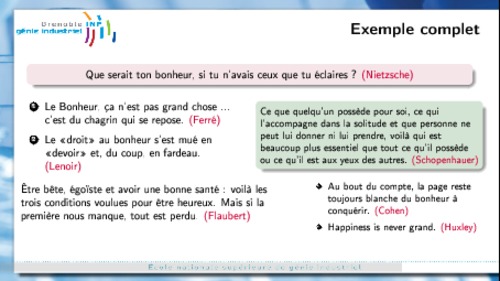 Grenoble INP
génie industriel
Exemple complet
Que serait ton bonheur, si tu n'avais ceux que tu éclaires ? (Nietzsche)
Le Bonheur, ça n'est pas grand chose ...
c'est du chagrin qui se repose. (Ferré)
Le «droit» au bonheur s'est mué en
«devoir» et, du coup, en fardeau.
(Lenoir)
Être bête, égoïste et avoir une bonne santé : voilà les
trois conditions voulues pour être heureux. Mais si la
première nous manque, tout est perdu. (Flaubert)
Ce que quelqu'un possède pour soi, ce qui
l'accompagne dans la solitude et que personne ne
peut lui donner ni lui prendre, voilà qui est
beaucoup plus essentiel que tout ce qu'il possède
ou ce qu'il est aux yeux des autres. (Schopenhauer)
Au bout du compte, la page reste
toujours blanche du bonheur à
conquérir. (Cohen)
Happiness is never grand. (Huxley)
École nationale supérieure du génie industriel